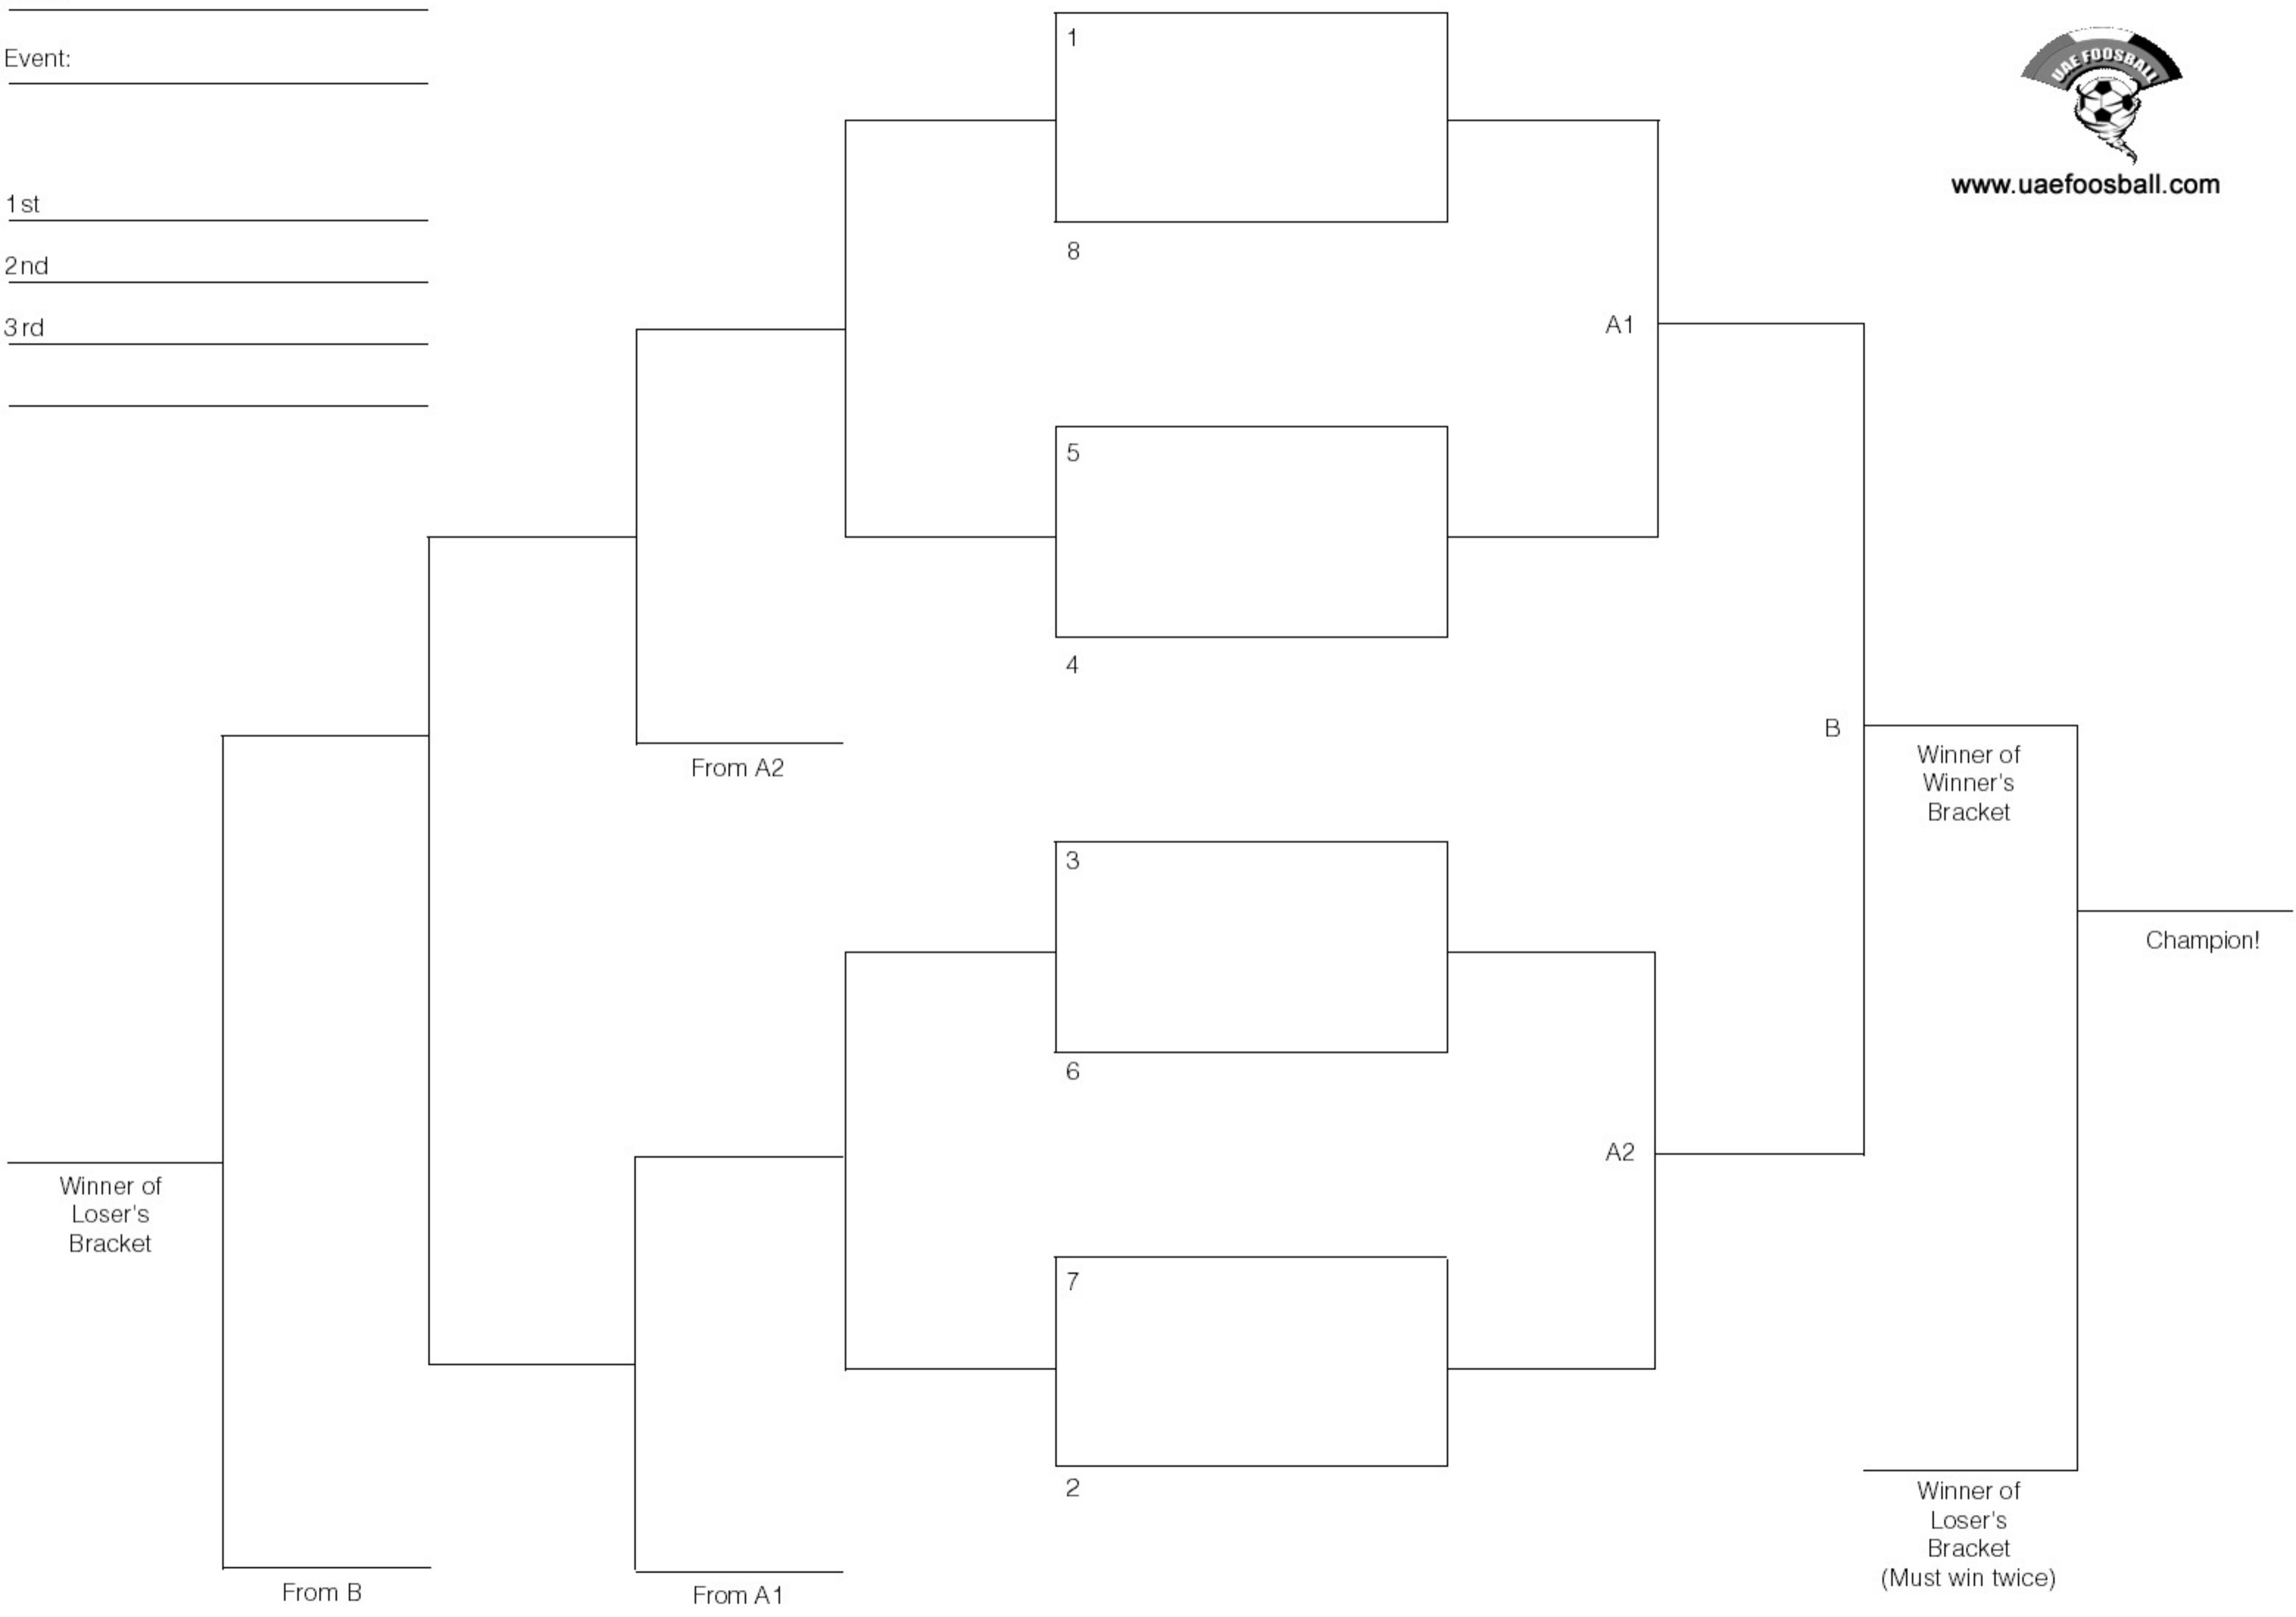 Event:
1st
2nd
3rd
UAE FOOSBALL
www.uaefoosball.com
1
8
A1
5
4
From A2
B
Winner of
Winner's
Bracket
3
Champion!
6
A2
Winner of
Loser's
Bracket
7
2
Winner of
Loser's
Bracket
(Must win twice)
From B
From A1